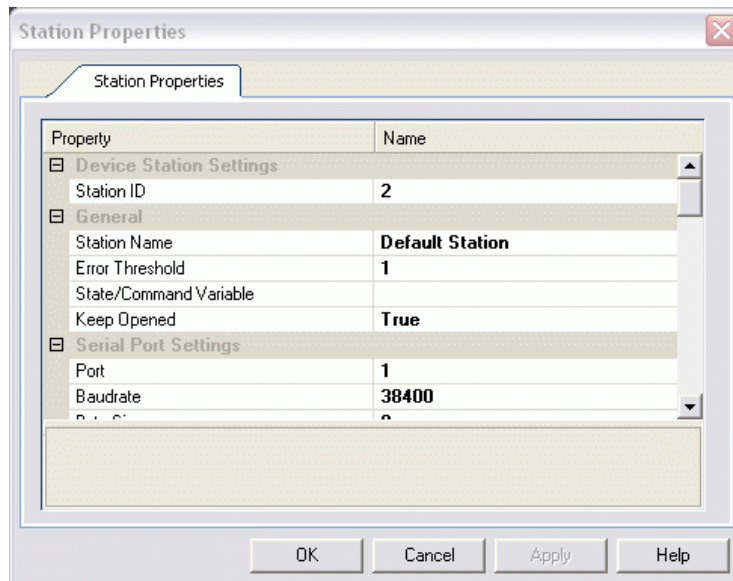 Station Properties
Station Properties
Property Name
Device Station Settings
Station ID 2
General
Station Name Default Station
Error Threshold 1
State/Command Variable
Keep Opened True
Serial Port Settings
Port 1
Baudrate 38400
OK Cancel Apply Help